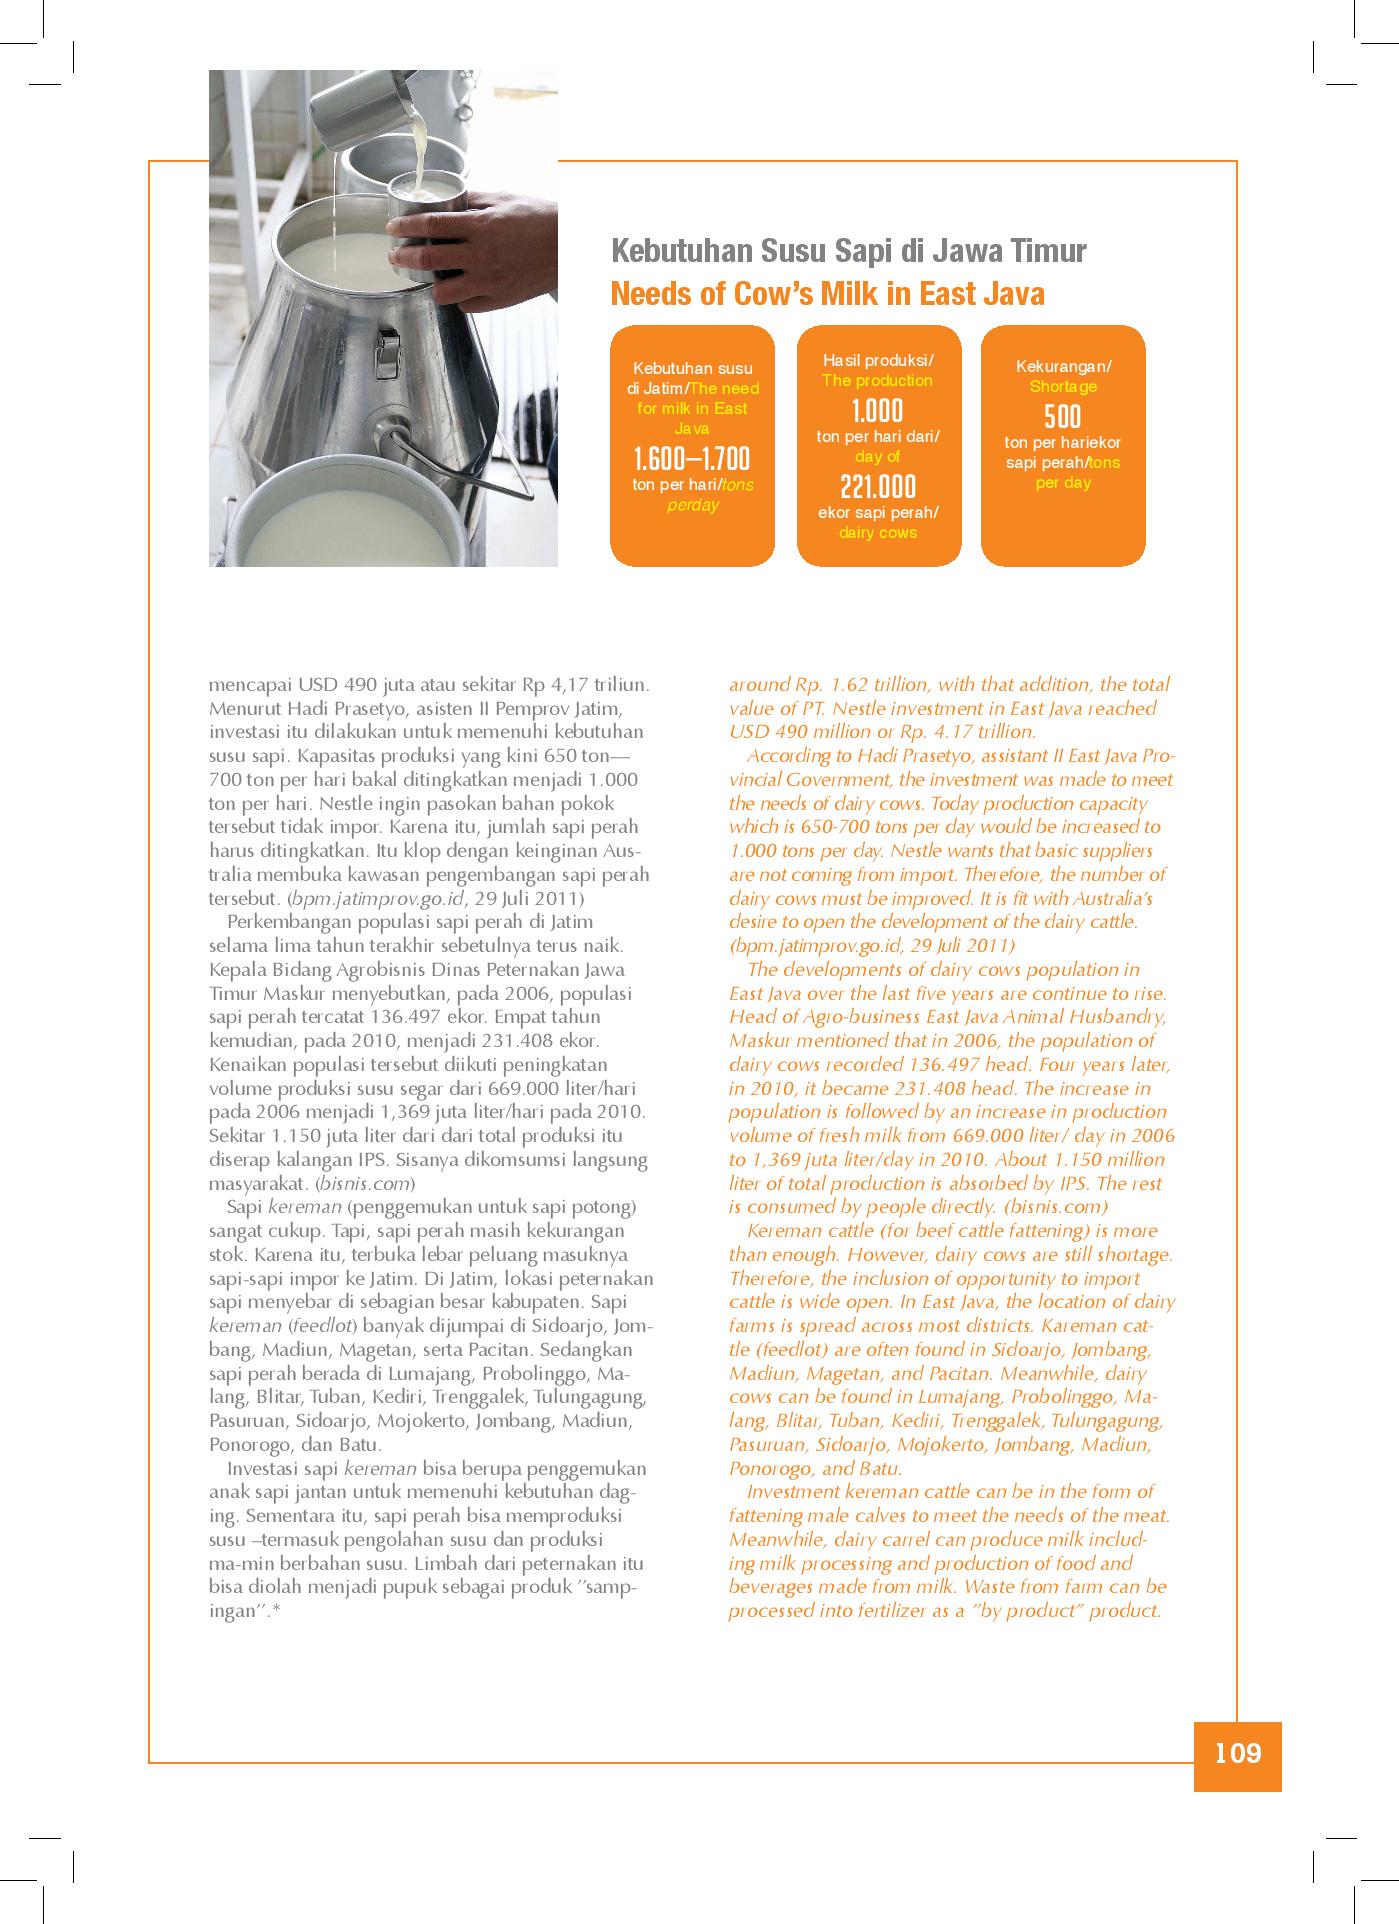 Kebutuhan Susu Sapi di Jawa Timur
Needs of Cow's Milk in East Java
Kebutuhan susu
di Jatim/The need
for milk in East
Java
1.600–1.700
ton per hari/tons
perday
Hasil produksi/
The production
1.000
ton per hari dari/
day of
221.000
ekor sapi perah/
dairy cows
Kekurangan/
Shortage
500
ton per hariekor
sapi perah/tons
per day
mencapai USD 490 juta atau sekitar Rp 4,17 triliun.
Menurut Hadi Prasetyo, asisten II Pemprov Jatim,
investasi itu dilakukan untuk memenuhi kebutuhan
susu sapi. Kapasitas produksi yang kini 650 ton—
700 ton per hari bakal ditingkatkan menjadi 1.000
ton per hari. Nestle ingin pasokan bahan pokok
tersebut tidak impor. Karena itu, jumlah sapi perah
harus ditingkatkan. Itu klop dengan keinginan Aus-
tralia membuka kawasan pengembangan sapi perah
tersebut. (bpm.jatimprov.go.id, 29 Juli 2011)
Perkembangan populasi sapi perah di Jatim
selama lima tahun terakhir sebetulnya terus naik.
Kepala Bidang Agrobisnis Dinas Peternakan Jawa
Timur Maskur menyebutkan, pada 2006, populasi
sapi perah tercatat 136.497 ekor. Empat tahun
kemudian, pada 2010, menjadi 231.408 ekor.
Kenaikan populasi tersebut diikuti peningkatan
volume produksi susu segar dari 669.000 liter/hari
pada 2006 menjadi 1,369 juta liter/hari pada 2010.
Sekitar 1.150 juta liter dari dari total produksi itu
diserap kalangan IPS. Sisanya dikomsumsi langsung
masyarakat. (bisnis.com)
Sapi kereman (penggemukan untuk sapi potong)
sangat cukup. Tapi, sapi perah masih kekurangan
stok. Karena itu, terbuka lebar peluang masuknya
sapi-sapi impor ke Jatim. Di Jatim, lokasi peternakan
sapi menyebar di sebagian besar kabupaten. Sapi
kereman (feedlot) banyak dijumpai di Sidoarjo, Jom-
bang, Madiun, Magetan, serta Pacitan. Sedangkan
sapi perah berada di Lumajang, Probolinggo, Ma-
lang, Blitar, Tuban, Kediri, Trenggalek, Tulungagung,
Pasuruan, Sidoarjo, Mojokerto, Jombang, Madiun,
Ponorogo, dan Batu.
Investasi sapi kereman bisa berupa penggemukan
anak sapi jantan untuk memenuhi kebutuhan dag-
ing. Sementara itu, sapi perah bisa memproduksi
susu –termasuk pengolahan susu dan produksi
ma-min berbahan susu. Limbah dari peternakan itu
bisa diolah menjadi pupuk sebagai produk ''samp-
ingan''.*
around Rp. 1.62 trillion, with that addition, the total
value of PT. Nestle investment in East Java reached
USD 490 million or Rp. 4.17 trillion.
According to Hadi Prasetyo, assistant II East Java Pro-
vincial Government, the investment was made to meet
the needs of dairy cows. Today production capacity
which is 650-700 tons per day would be increased to
1.000 tons per day. Nestle wants that basic suppliers
are not coming from import. Therefore, the number of
dairy cows must be improved. It is fit with Australia's
desire to open the development of the dairy cattle.
(bpm.jatimprov.go.id, 29 Juli 2011)
The developments of dairy cows population in
East Java over the last five years are continue to rise.
Head of Agro-business East Java Animal Husbandry,
Maskur mentioned that in 2006, the population of
dairy cows recorded 136.497 head. Four years later,
in 2010, it became 231.408 head. The increase in
population is followed by an increase in production
volume of fresh milk from 669.000 liter/ day in 2006
to 1,369 juta liter/day in 2010. About 1.150 million
liter of total production is absorbed by IPS. The rest
is consumed by people directly. (bisnis.com)
Kereman cattle (for beef cattle fattening) is more
than enough. However, dairy cows are still shortage.
Therefore, the inclusion of opportunity to import
cattle is wide open. In East Java, the location of dairy
farms is spread across most districts. Kareman cat-
tle (feedlot) are often found in Sidoarjo, Jombang,
Madiun, Magetan, and Pacitan. Meanwhile, dairy
cows can be found in Lumajang, Probolinggo, Ma-
lang, Blitar, Tuban, Kediri, Trenggalek, Tulungagung,
Pasuruan, Sidoarjo, Mojokerto, Jombang, Madiun,
Ponorogo, and Batu.
Investment kereman cattle can be in the form of
fattening male calves to meet the needs of the meat.
Meanwhile, dairy carrel can produce milk includ-
ing milk processing and production of food and
beverages made from milk. Waste from farm can be
processed into fertilizer as a "by product" product.
109